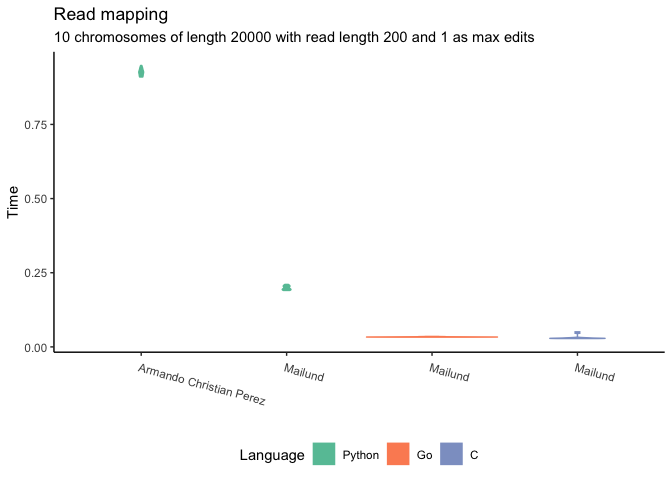 Read mapping
10 chromosomes of length 20000 with read length 200 and 1 as max edits
Time
0.75
0.50
0.25
0.00
Armando Christian Perez
Mailund
Mailund
Mailund
Language Python Go C